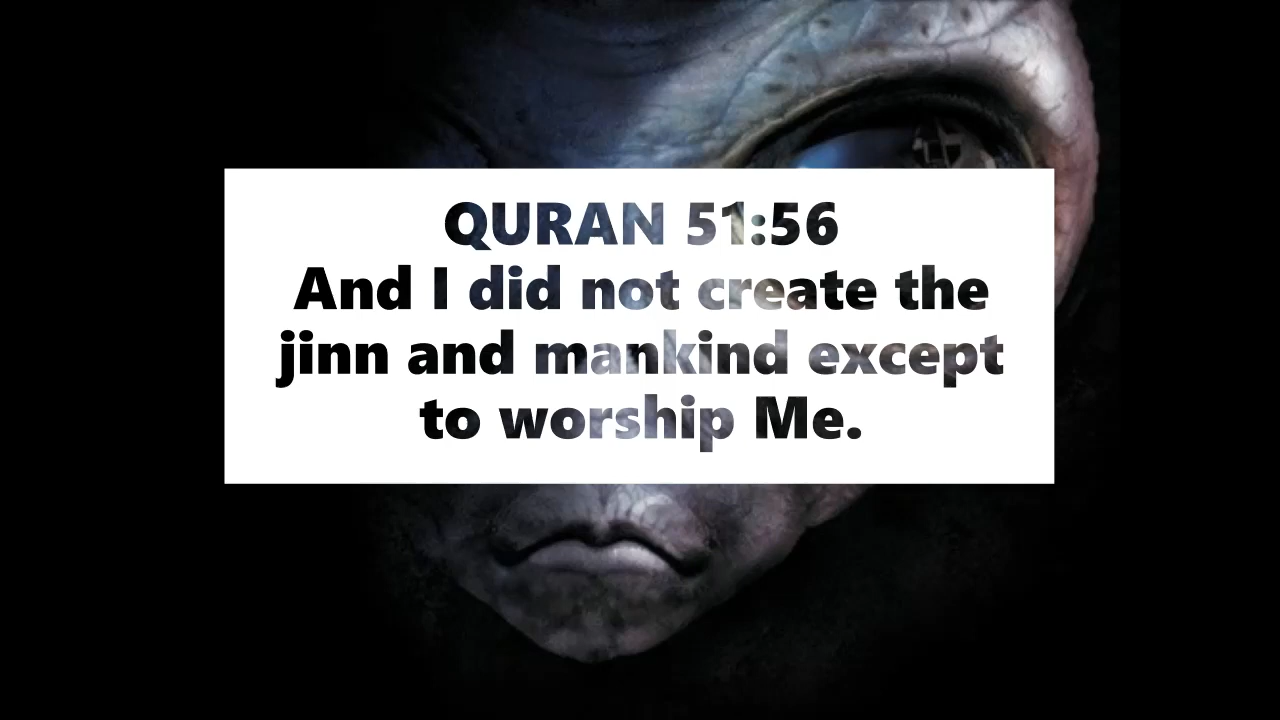 QURAN 51:56
And I did not create the
jinn and mankind except
to worship Me.